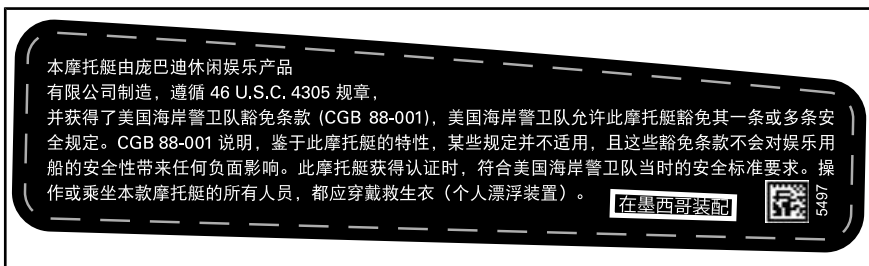 本摩托艇由庞巴迪休闲娱乐产品
有限公司制造，遵循 46 U.S.C. 4305 规章，
并获得了美国海岸警卫队豁免条款 (CGB 88-001)，美国海岸警卫队允许此摩托艇豁免其一条或多条安
全规定。CGB 88-001 说明，鉴于此摩托艇的特性，某些规定并不适用，且这些豁免条款不会对娱乐用
船的安全性带来任何负面影响。此摩托艇获得认证时，符合美国海岸警卫队当时的安全标准要求。操
作或乘坐本款摩托艇的所有人员，都应穿戴救生衣（个人漂浮装置）。
在墨西哥装配
5497